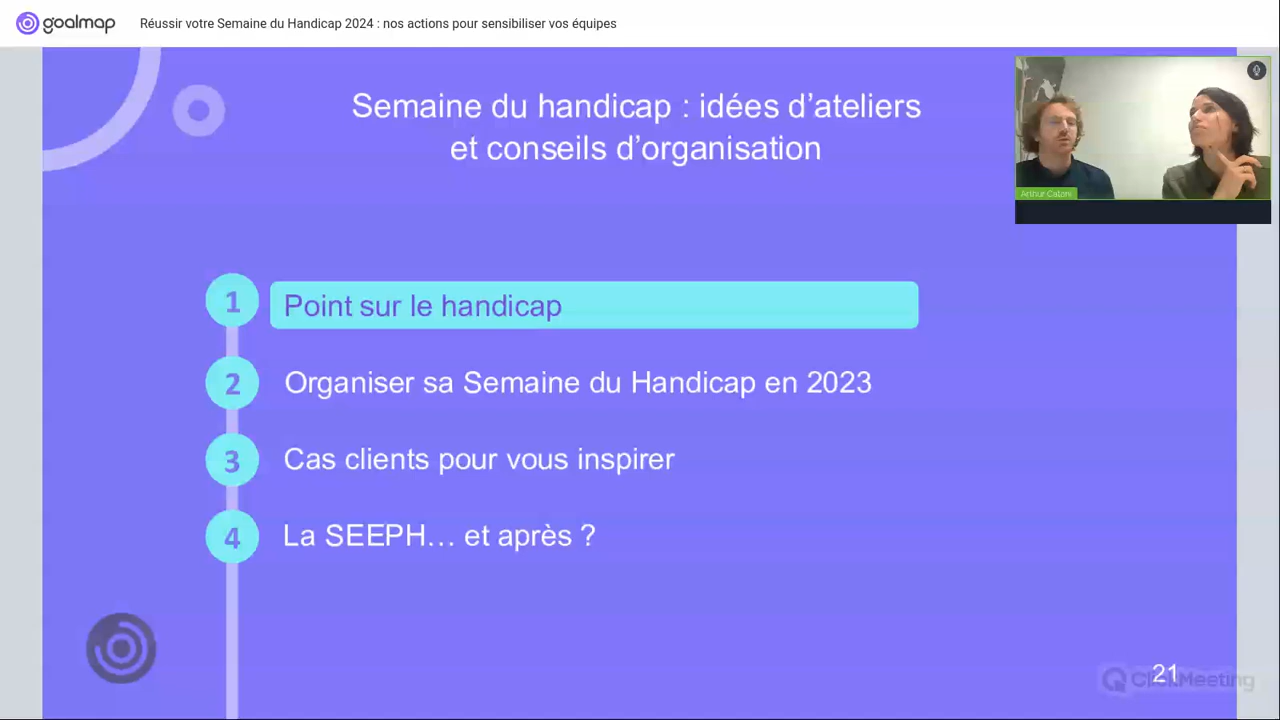 goalmap
Réussir votre Semaine du Handicap 2024 : nos actions pour sensibiliser vos équipes
Semaine du handicap : idées d’ateliers
et conseils d’organisation
Arthur Catani
1
Point sur le handicap
2
Organiser sa Semaine du Handicap en 2023
3
Cas clients pour vous inspirer
4
La SEEPH… et après ?
21
ClickMeeting